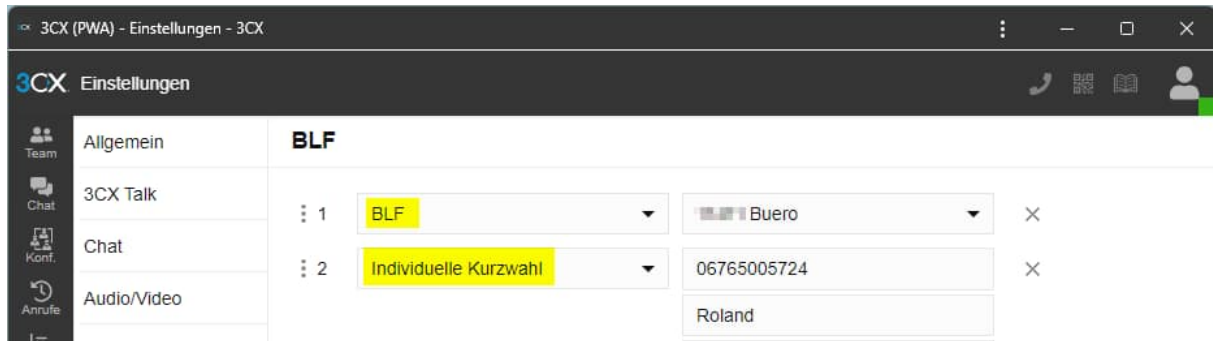 3CX (PWA) - Einstellungen - 3CX
3CX Einstellungen
Team
Allgemein
BLF
Chat
3CX Talk
1 BLF Buero
Konf.
Chat
2 Individuelle Kurzwahl 06765005724
Anrufe
Audio/Video
Roland